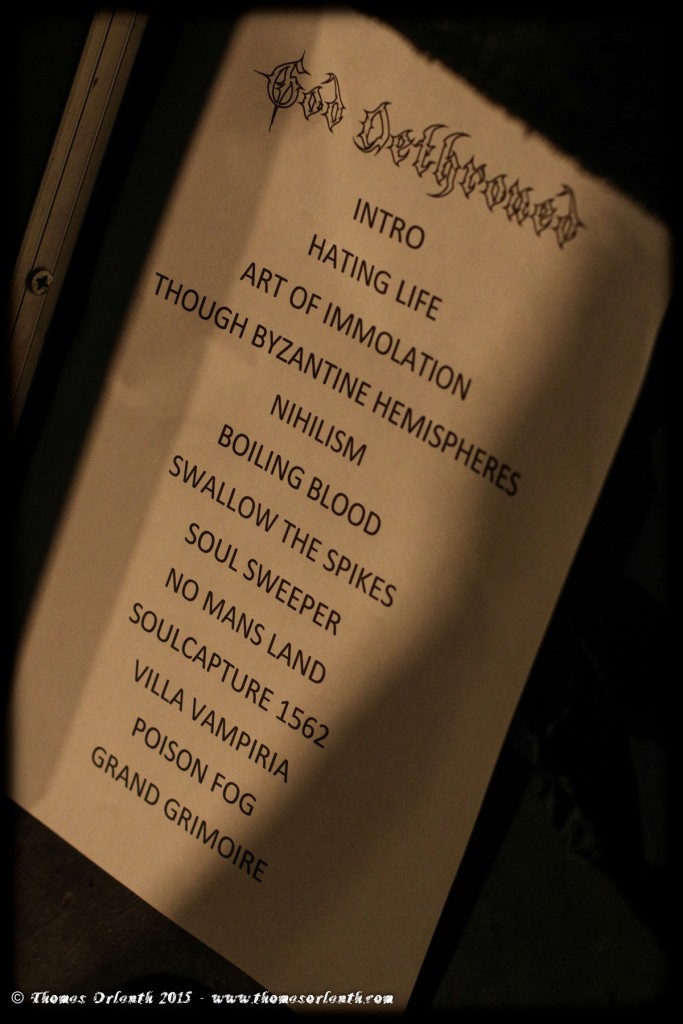 God Dethroned
INTRO
HATING LIFE
ART OF IMMOLATION
THOUGH BYZANTINE HEMISPHERES
NIHILISM
BOILING BLOOD
SWALLOW THE SPIKES
SOUL SWEEPER
NO MANS LAND
SOULCAPTURE 1562
VILLA VAMPIRIA
POISON FOG
GRAND GRIMOIRE
© Thomas Orlanth 2015 - www.thomasorlanth.com